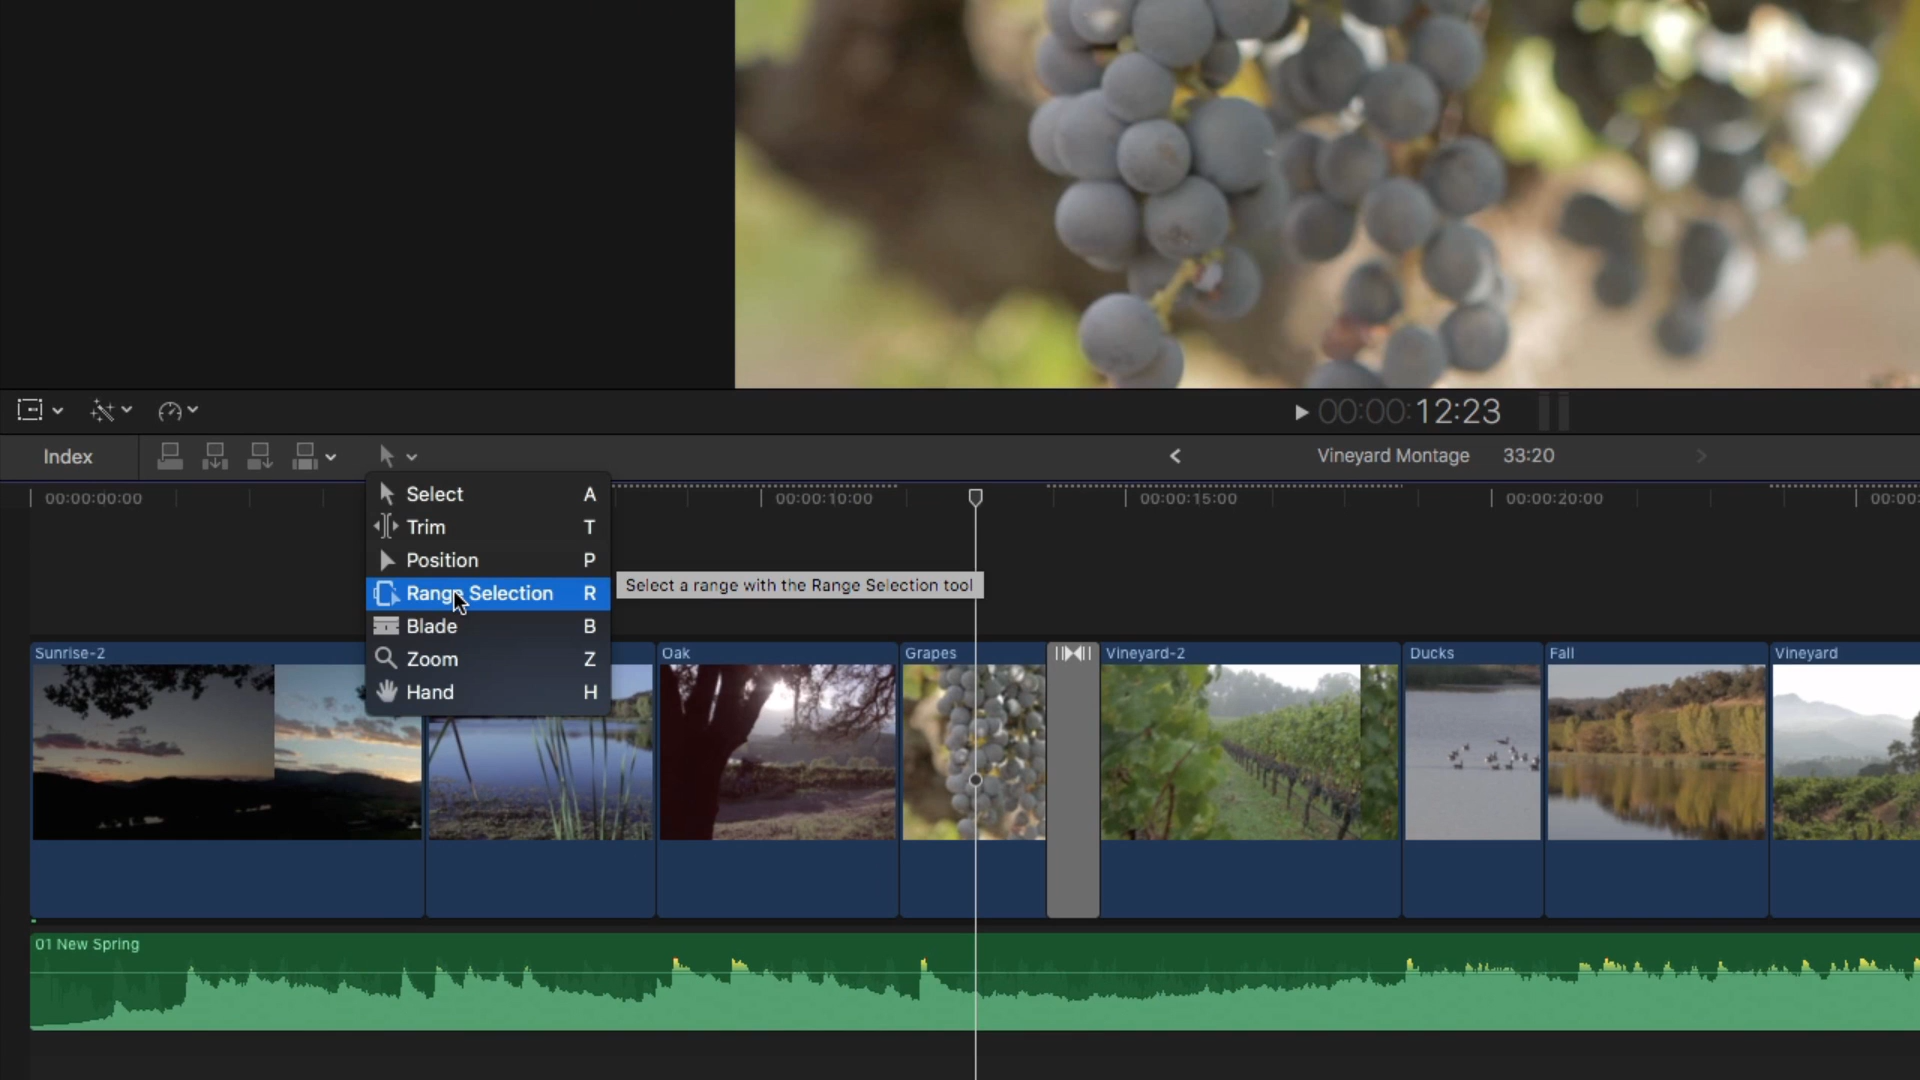 00:00:12:23
Index
Vineyard Montage 33:20
00:00:00:00
00:00:10:00
00:00:15:00
00:00:20:00
00:00:
Select A
Trim T
Position P
Range Selection R
Select a range with the Range Selection tool
Blade B
Zoom Z
Hand H
Sunrise-2
Oak
Grapes
Vineyard-2
Ducks
Fall
Vineyard
01 New Spring